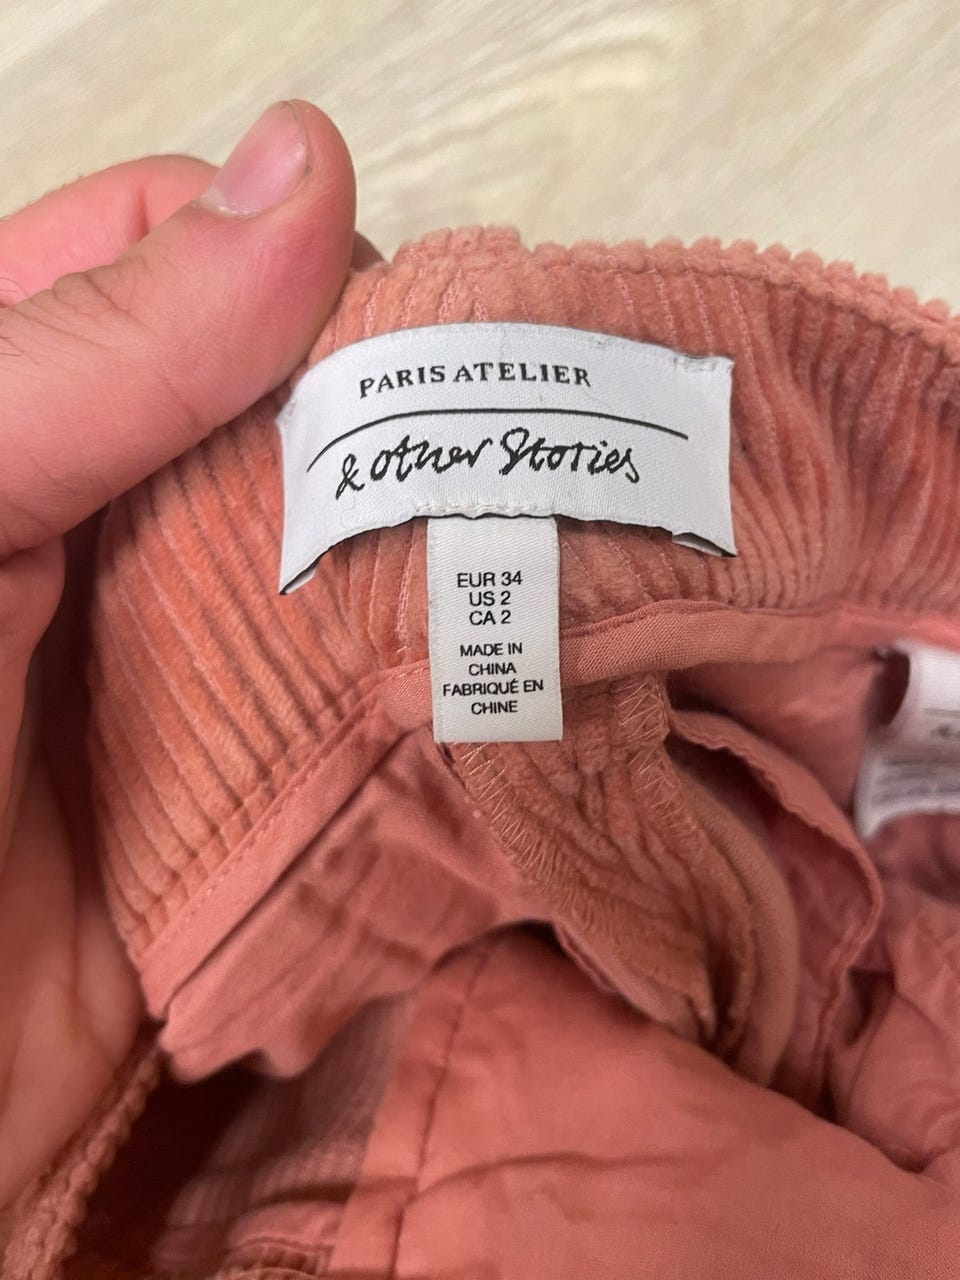 PARIS ATELIER
& other Stories
EUR 34
US 2
CA 2
MADE IN
CHINA
FABRIQUÉ EN
CHINE